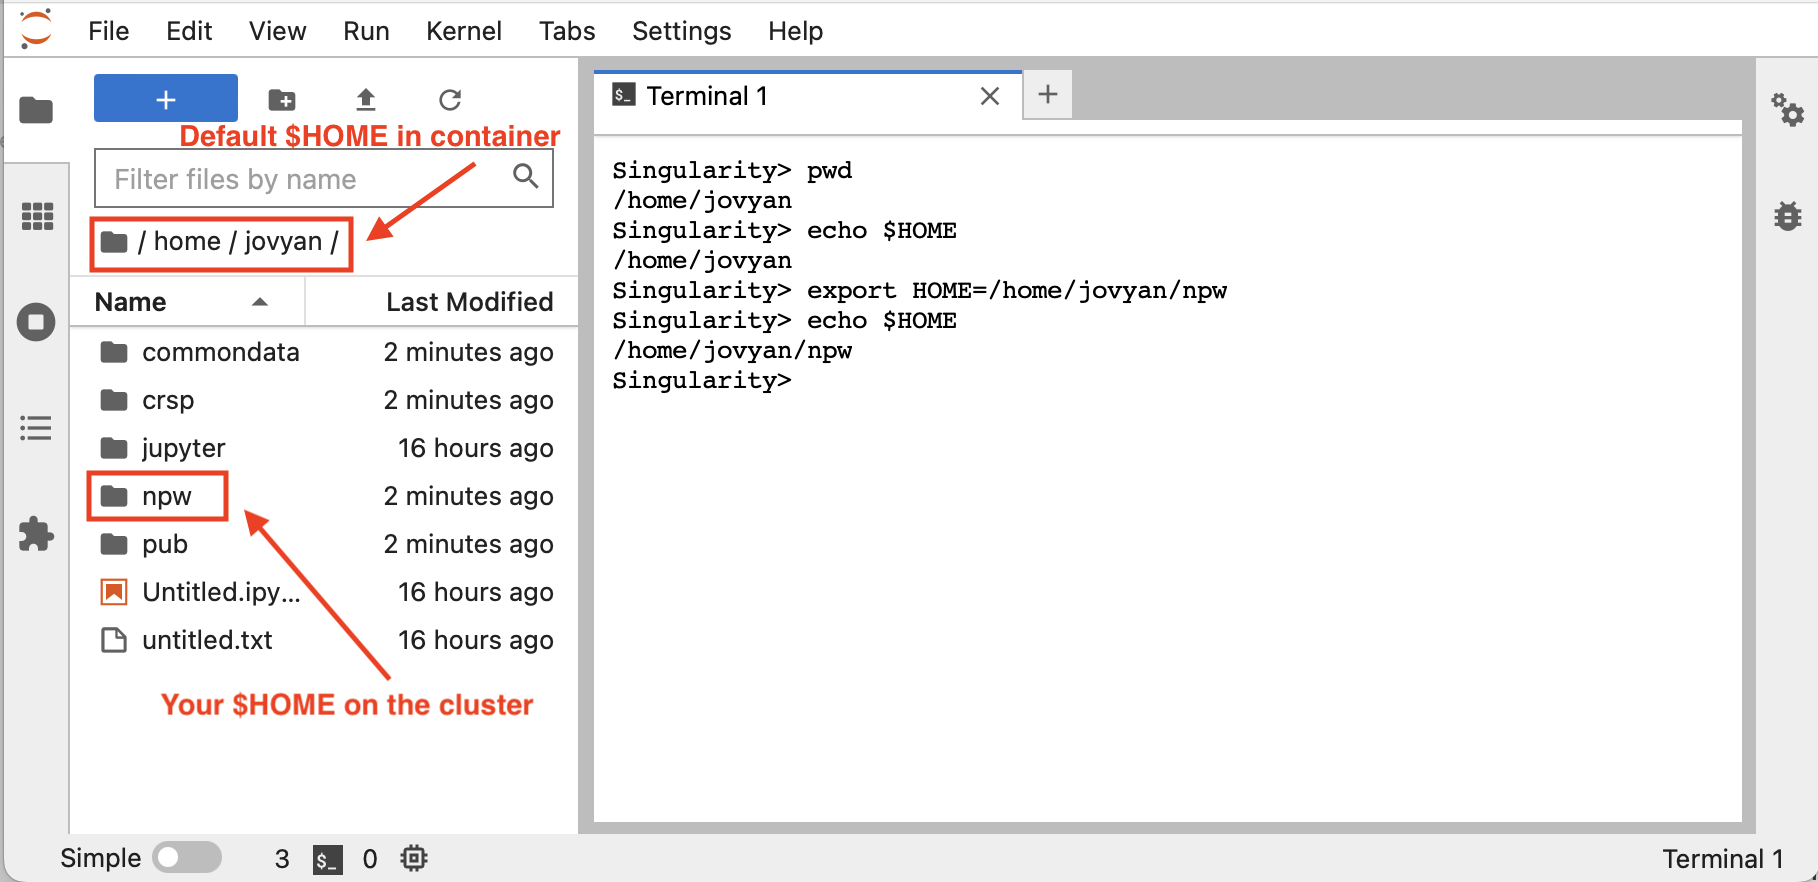 File Edit View Run Kernel Tabs Settings Help
Default $HOME in container
Filter files by name
/ home / jovyan /
Name Last Modified
commondata 2 minutes ago
crsp 2 minutes ago
jupyter 16 hours ago
npw 2 minutes ago
pub 2 minutes ago
Untitled.ipy... 16 hours ago
untitled.txt 16 hours ago
Your $HOME on the cluster
$_ Terminal 1
Singularity> pwd
/home/jovyan
Singularity> echo $HOME
/home/jovyan
Singularity> export HOME=/home/jovyan/npw
Singularity> echo $HOME
/home/jovyan/npw
Singularity>
Simple 3 $_ 0 Terminal 1